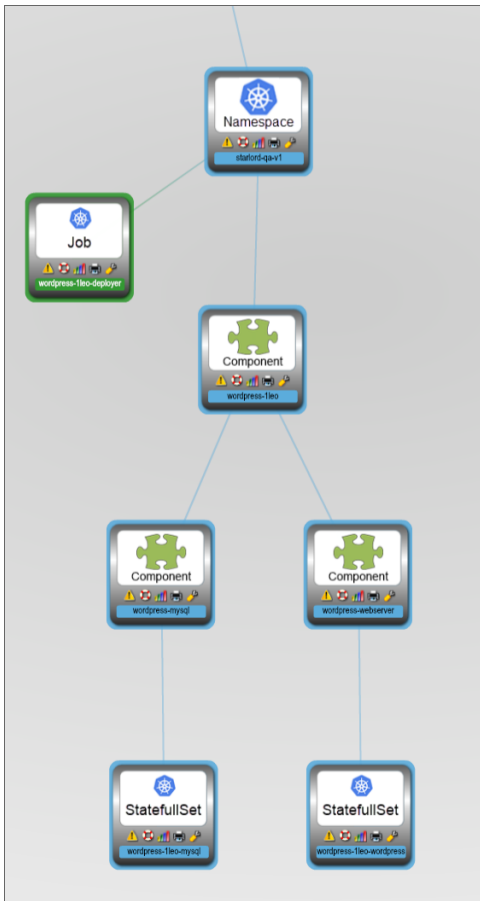 Namespace
starlord-qa-v1
Job
wordpress-1leo-deployer
Component
wordpress-1leo
Component
wordpress-mysql
Component
wordpress-webserver
StatefullSet
wordpress-1leo-mysql
StatefullSet
wordpress-1leo-wordpress